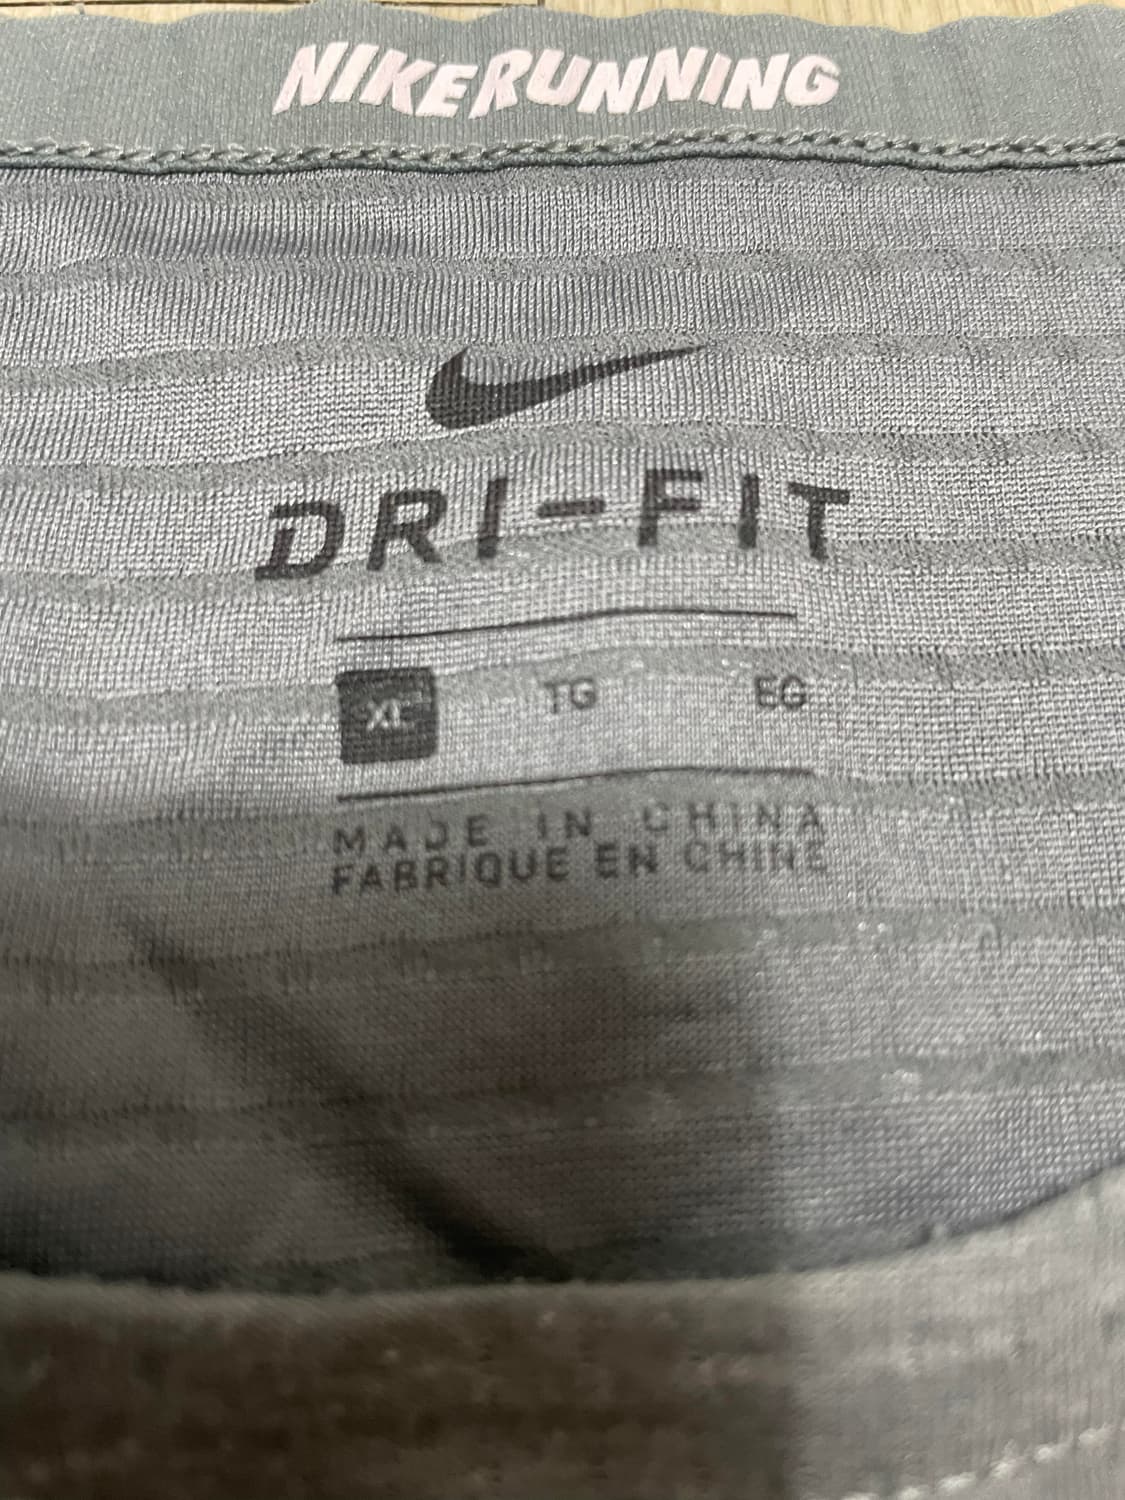 NIKERUNNING
DRI-FIT
XL TG EG
MADE IN CHINA
FABRIQUE EN CHINE